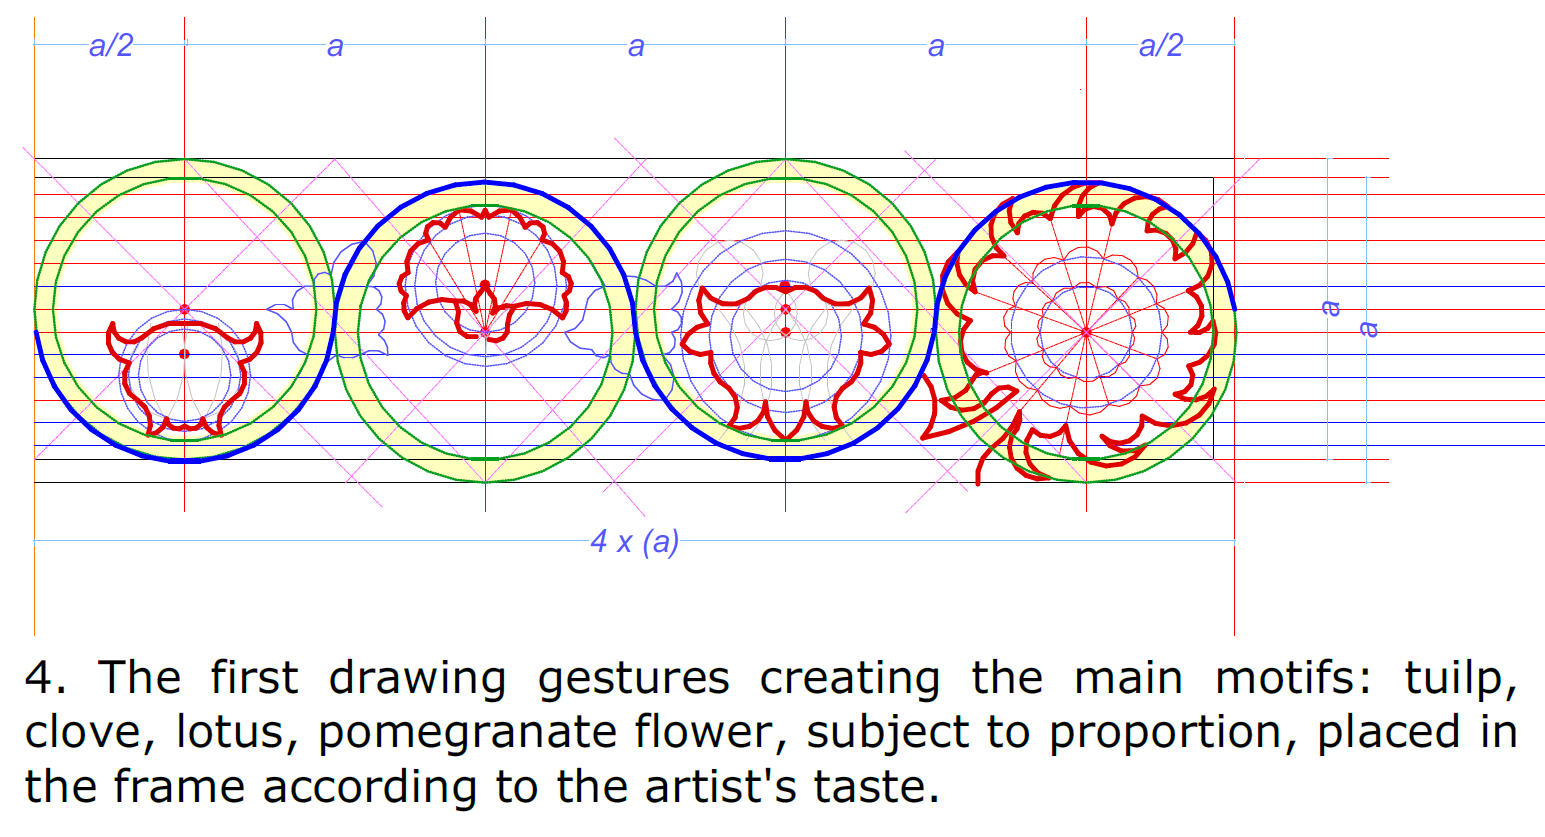 a/2 a a a a/2
a
a
4 x (a)
4. The first drawing gestures creating the main motifs: tuilp,
clove, lotus, pomegranate flower, subject to proportion, placed in
the frame according to the artist's taste.